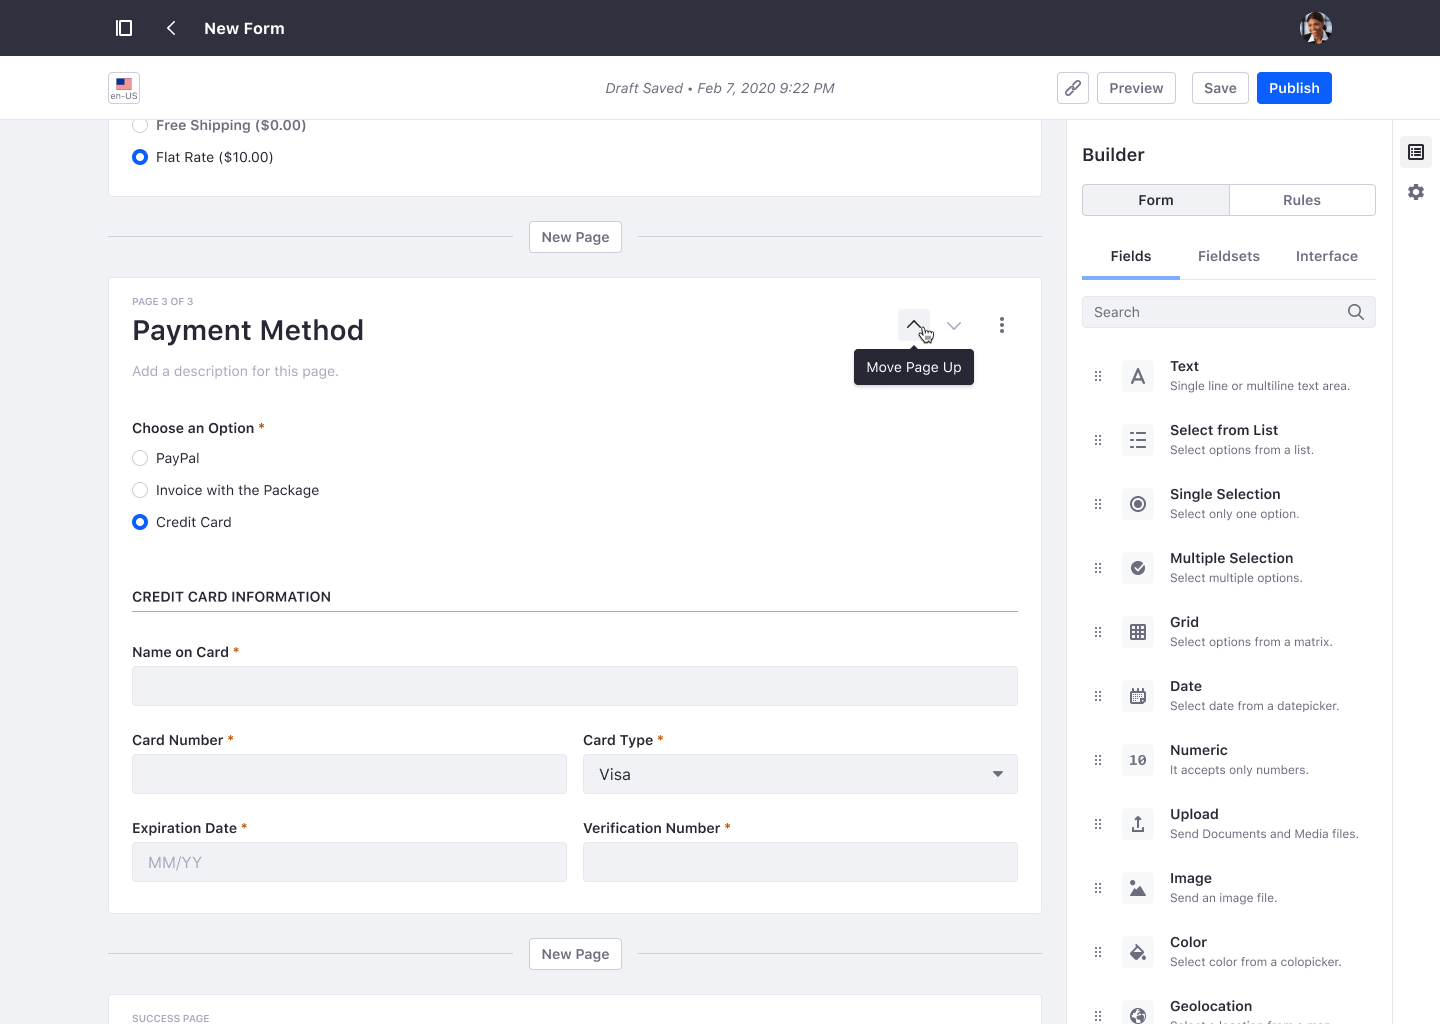 New Form
en-US
Draft Saved • Feb 7, 2020 9:22 PM
Preview
Save
Publish
Free Shipping ($0.00)
Flat Rate ($10.00)
New Page
PAGE 3 OF 3
Payment Method
Add a description for this page.
Move Page Up
Choose an Option *
PayPal
Invoice with the Package
Credit Card
CREDIT CARD INFORMATION
Name on Card *
Card Number *
Card Type *
Visa
Expiration Date *
Verification Number *
MM/YY
New Page
SUCCESS PAGE
Builder
Form
Rules
Fields
Fieldsets
Interface
Search
Text
Single line or multiline text area.
Select from List
Select options from a list.
Single Selection
Select only one option.
Multiple Selection
Select multiple options.
Grid
Select options from a matrix.
Date
Select date from a datepicker.
10
Numeric
It accepts only numbers.
Upload
Send Documents and Media files.
Image
Send an image file.
Color
Select color from a colopicker.
Geolocation